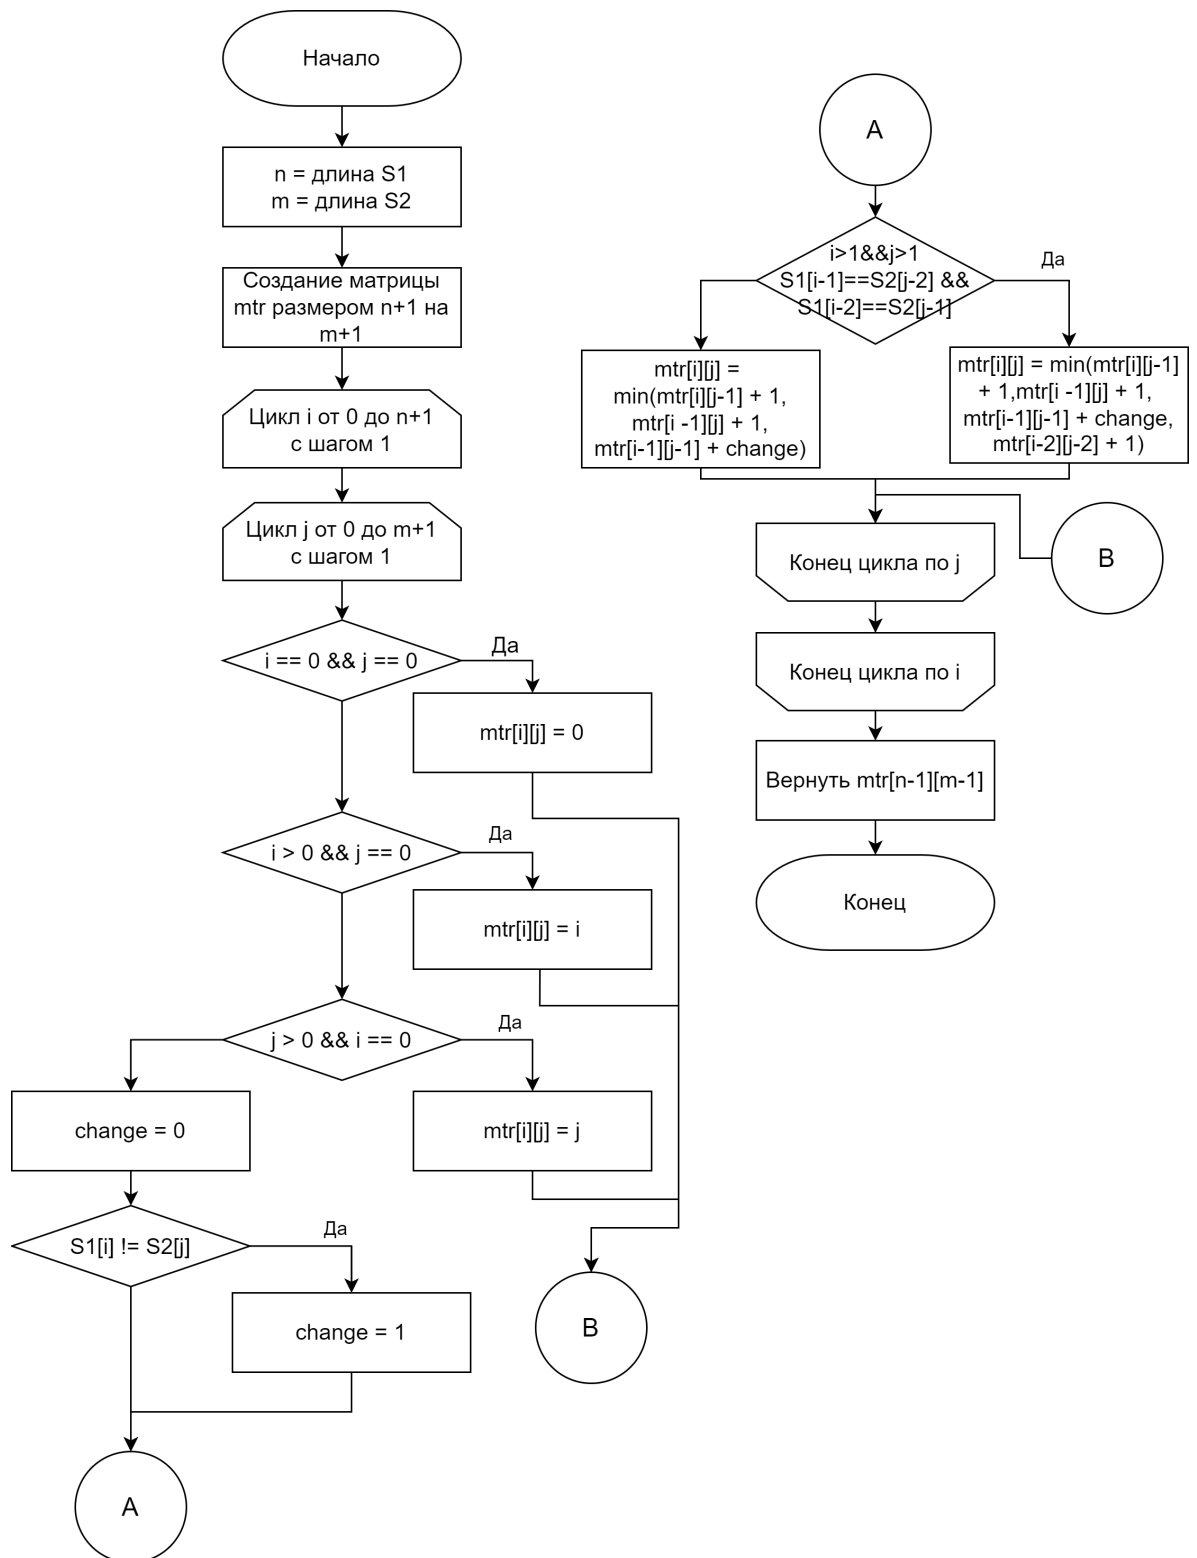 Начало
n = длина S1
m = длина S2
Создание матрицы
mtr размером n+1 на
m+1
Цикл i от 0 до n+1
с шагом 1
Цикл j от 0 до m+1
с шагом 1
i == 0 && j == 0
Да
mtr[i][j] = 0
i > 0 && j == 0
Да
mtr[i][j] = i
j > 0 && i == 0
Да
change = 0
mtr[i][j] = j
S1[i] != S2[j]
Да
change = 1
B
A
A
i>1&&j>1
S1[i-1]==S2[j-2] &&
S1[i-2]==S2[j-1]
Да
mtr[i][j] =
min(mtr[i][j-1] + 1,
mtr[i -1][j] + 1,
mtr[i-1][j-1] + change)
mtr[i][j] = min(mtr[i][j-1]
+ 1,mtr[i -1][j] + 1,
mtr[i-1][j-1] + change,
mtr[i-2][j-2] + 1)
Конец цикла по j
B
Конец цикла по i
Вернуть mtr[n-1][m-1]
Конец